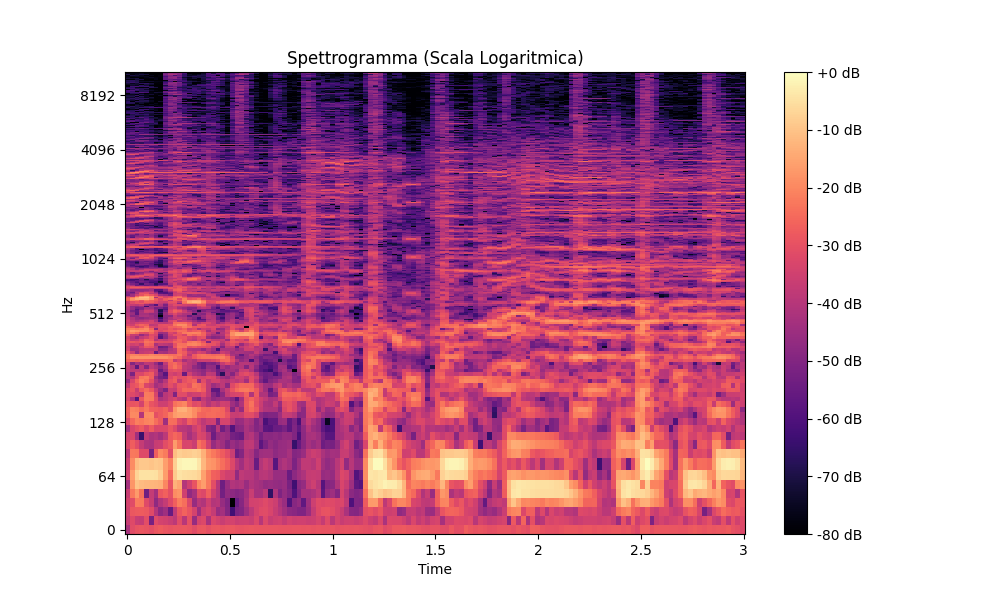 Spettrogramma (Scala Logaritmica)
Hz
8192
4096
2048
1024
512
256
128
64
0
0 0.5 1 1.5 2 2.5 3
Time
+0 dB
-10 dB
-20 dB
-30 dB
-40 dB
-50 dB
-60 dB
-70 dB
-80 dB